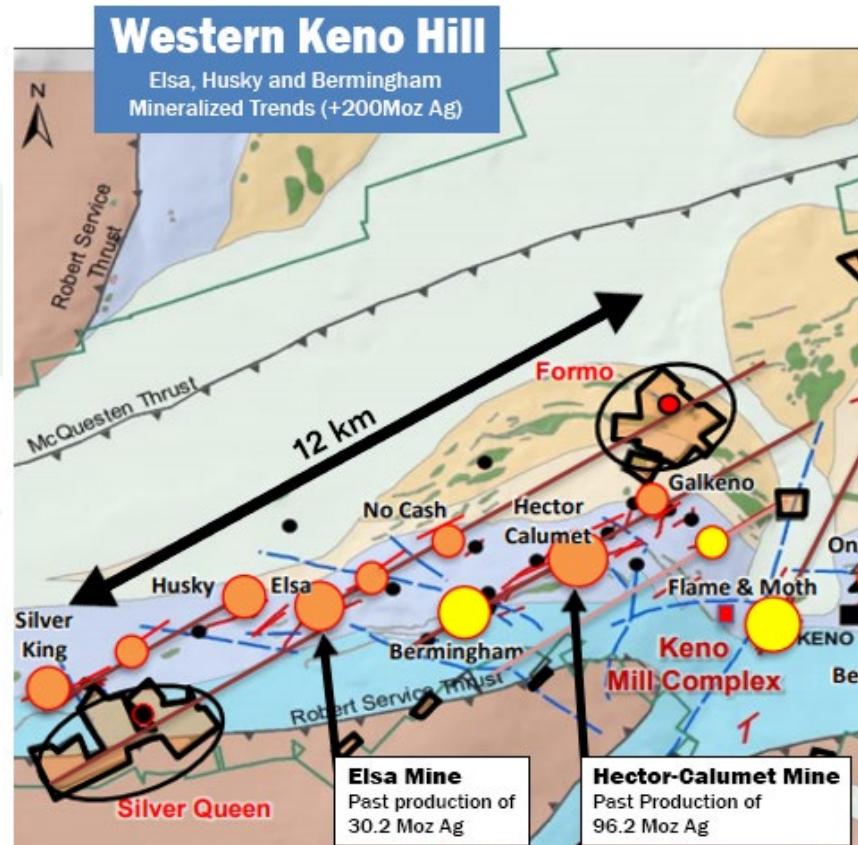 Western Keno Hill
Elsa, Husky and Bermingham
Mineralized Trends (+200Moz Ag)
N
Robert Service
Thrust
McQuesten Thrust
12 km
Formo
Galkeno
Hector
Calumet
No Cash
Husky
Elsa
Silver
King
Bermingham
Flame & Moth
On
KENO
Keno
Mill Complex
Be
Robert Service Thrust
Silver Queen
Elsa Mine
Past production of
30.2 Moz Ag
Hector-Calumet Mine
Past Production of
96.2 Moz Ag